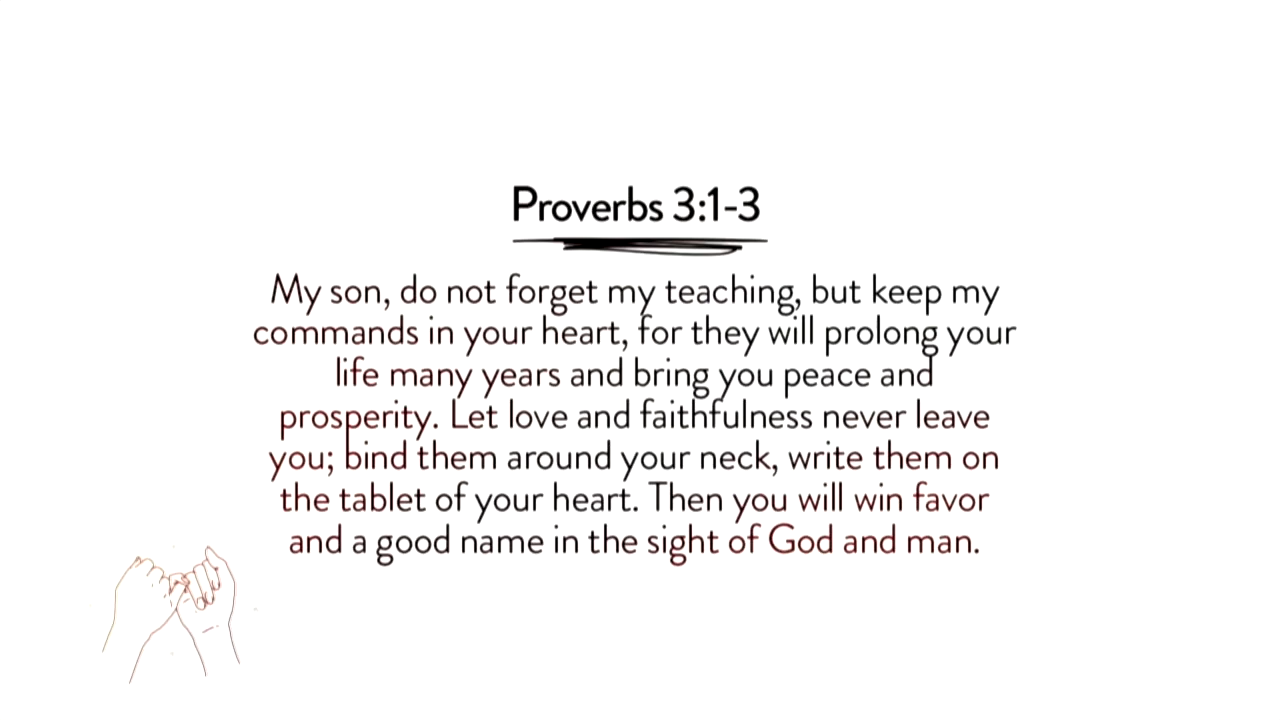 Proverbs 3:1-3
My son, do not forget my teaching, but keep my
commands in your heart, for they will prolong your
life many years and bring you peace and
prosperity. Let love and faithfulness never leave
you; bind them around your neck, write them on
the tablet of your heart. Then you will win favor
and a good name in the sight of God and man.